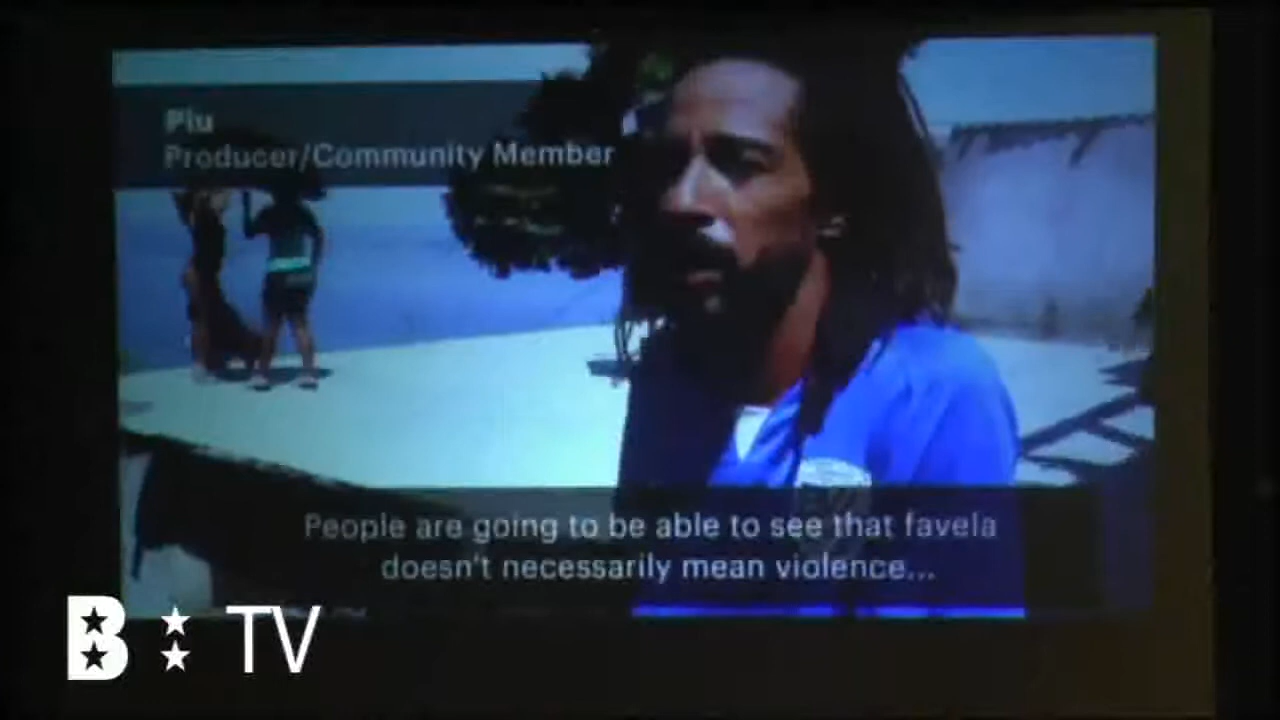 Piu
Producer/Community Member
People are going to be able to see that favela
doesn't necessarily mean violence...
B TV